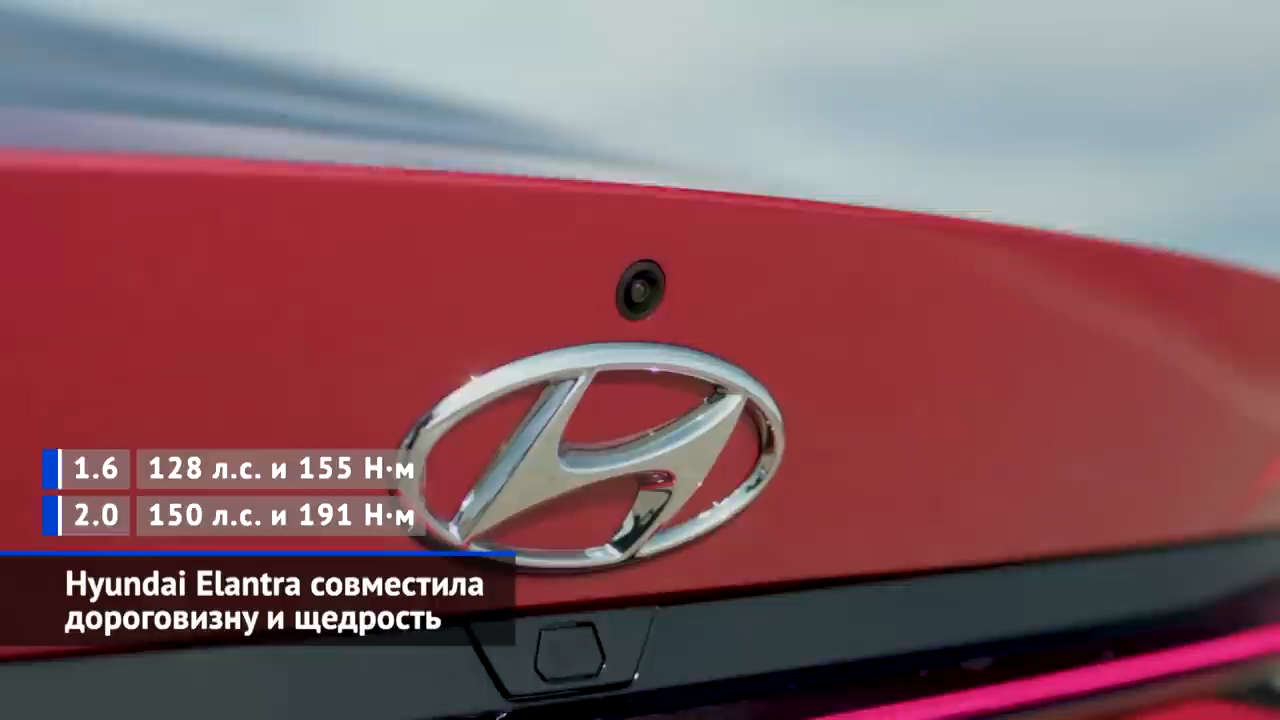 1.6 128 л.с. и 155 Н·м
2.0 150 л.с. и 191 Н·м
Hyundai Elantra совместила
дороговизну и щедрость